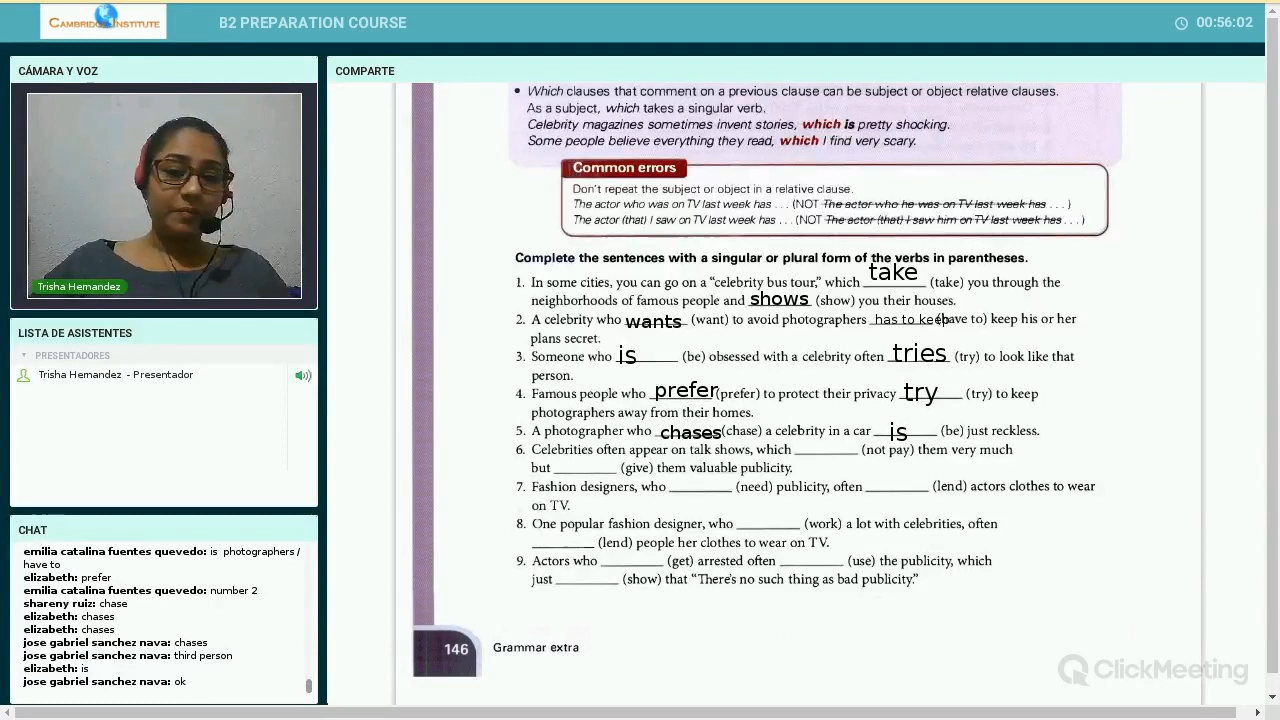 CAMBRIDGE INSTITUTE
B2 PREPARATION COURSE
00:56:02
CÁMARA Y VOZ
Trisha Hernandez
LISTA DE ASISTENTES
PRESENTADORES
Trisha Hernandez - Presentador
CHAT
emilia catalina fuentes quevedo: is photographers /
have to
elizabeth: prefer
emilia catalina fuentes quevedo: number 2
shareny ruiz: chase
elizabeth: chases
elizabeth: chases
jose gabriel sanchez nava: chases
jose gabriel sanchez nava: third person
elizabeth: is
jose gabriel sanchez nava: ok
COMPARTE
• Which clauses that comment on a previous clause can be subject or object relative clauses.
As a subject, which takes a singular verb.
Celebrity magazines sometimes invent stories, which is pretty shocking.
Some people believe everything they read, which I find very scary.
Common errors
Don't repeat the subject or object in a relative clause.
The actor who was on TV last week has . . . (NOT The actor who he was on TV last week has . . . )
The actor (that) I saw on TV last week has . . . (NOT The actor (that) I saw him on TV last week has . . . )
Complete the sentences with a singular or plural form of the verbs in parentheses.
1. In some cities, you can go on a "celebrity bus tour," which take (take) you through the
neighborhoods of famous people and shows (show) you their houses.
2. A celebrity who wants (want) to avoid photographers has to keep (have to) keep his or her
plans secret.
3. Someone who is (be) obsessed with a celebrity often tries (try) to look like that
person.
4. Famous people who prefer (prefer) to protect their privacy try (try) to keep
photographers away from their homes.
5. A photographer who chases (chase) a celebrity in a car is (be) just reckless.
6. Celebrities often appear on talk shows, which ________ (not pay) them very much
but ________ (give) them valuable publicity.
7. Fashion designers, who ________ (need) publicity, often ________ (lend) actors clothes to wear
on TV.
8. One popular fashion designer, who ________ (work) a lot with celebrities, often
________ (lend) people her clothes to wear on TV.
9. Actors who ________ (get) arrested often ________ (use) the publicity, which
just ________ (show) that "There's no such thing as bad publicity."
146 Grammar extra
ClickMeeting